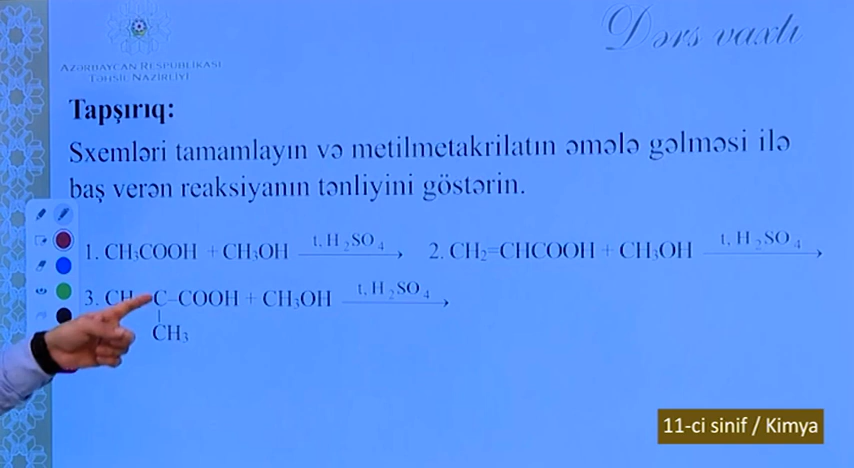 Dərs vaxtı
AZƏRBAYCAN RESPUBLİKASI
TƏHSİL NAZİRLİYİ
Tapşırıq:
Sxemləri tamamlayın və metilmetakrilatın əmələ gəlməsi ilə
baş verən reaksiyanın tənliyini göstərin.
1. CH₃COOH + CH₃OH t, H₂SO₄ → 2. CH₂=CHCOOH + CH₃OH t, H₂SO₄ →
3. CH C–COOH + CH₃OH t, H₂SO₄ →
|
CH₃
11-ci sinif / Kimya